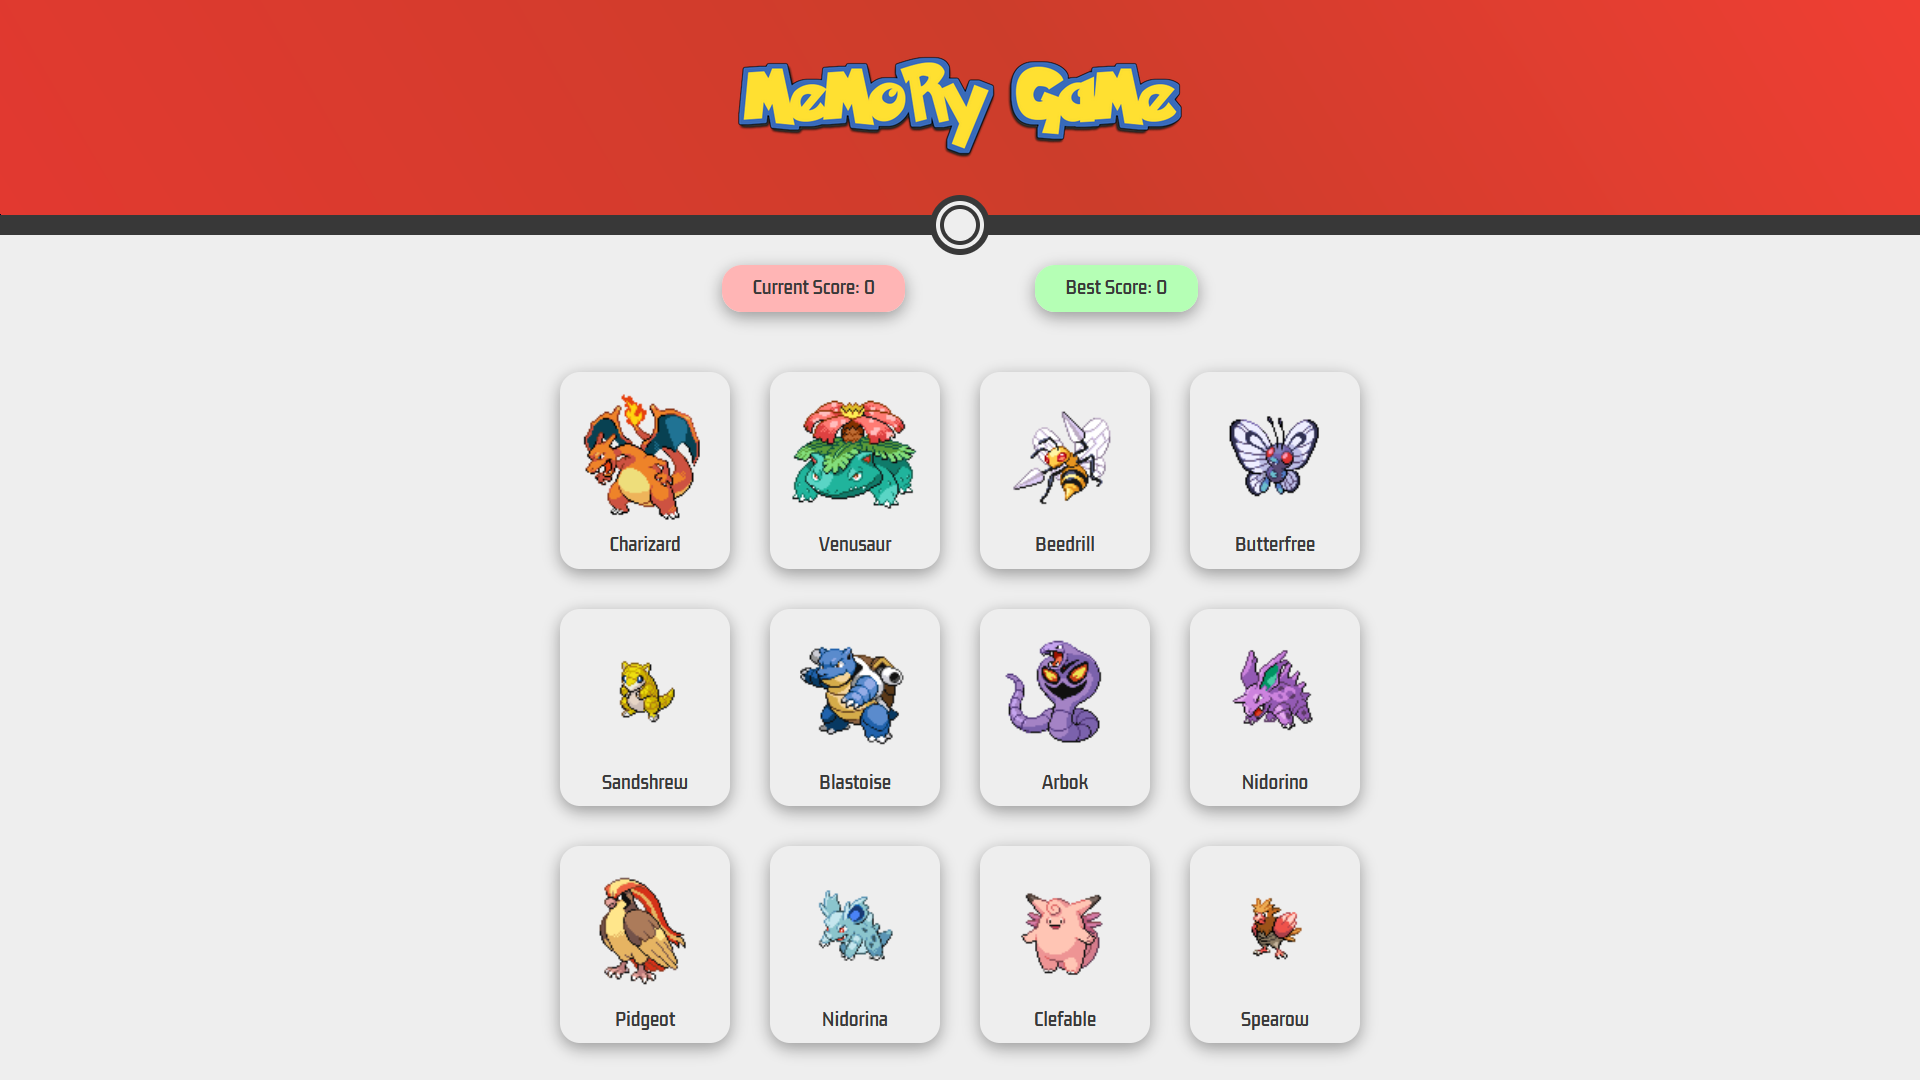 MeMoRy GaMe
Current Score: 0
Best Score: 0
Charizard
Venusaur
Beedrill
Butterfree
Sandshrew
Blastoise
Arbok
Nidorino
Pidgeot
Nidorina
Clefable
Spearow